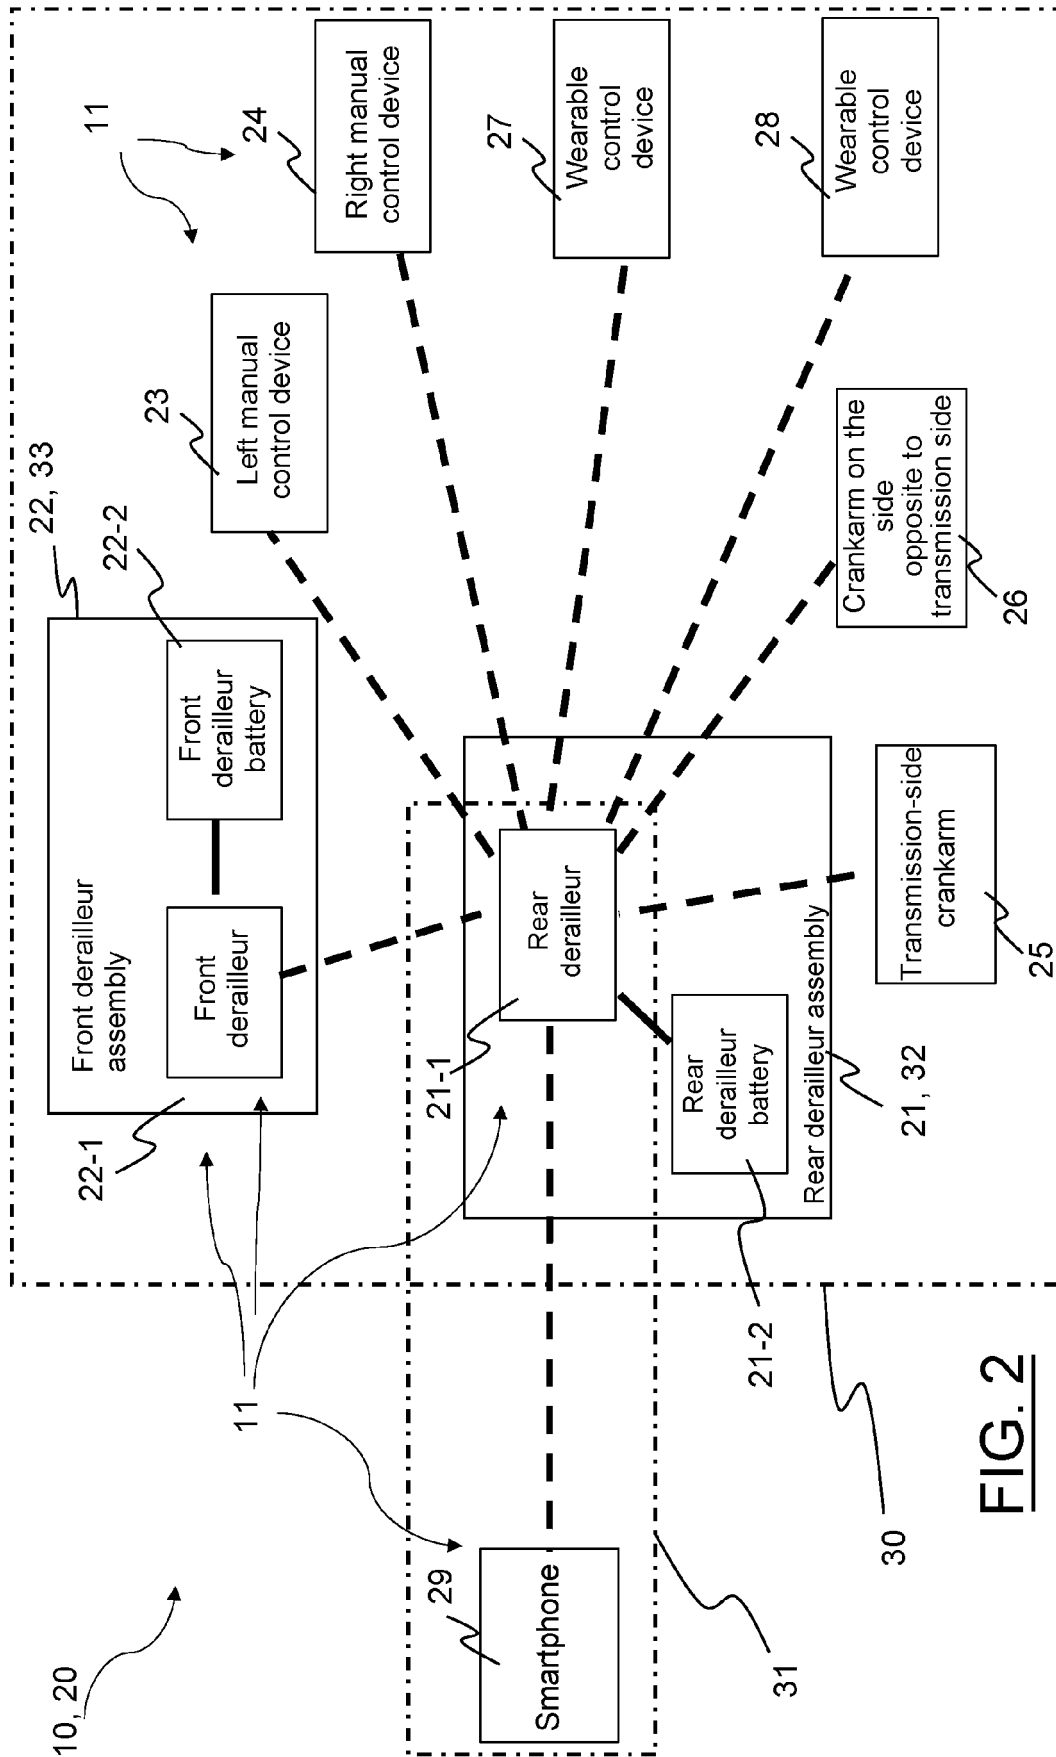 10, 20
11
22-1
Front derailleur
assembly
Front
derailleur
Front
derailleur
battery
22-2
22, 33
23
Left manual
control device
11
24
Right manual
control device
29
Smartphone
21-1
Rear
derailleur
27
Wearable
control
device
21-2
Rear
derailleur
battery
Rear derailleur assembly
21, 32
28
Wearable
control
device
31
30
Transmission-side
crankarm
25
Crankarm on the
side
opposite to
transmission side
26
FIG. 2